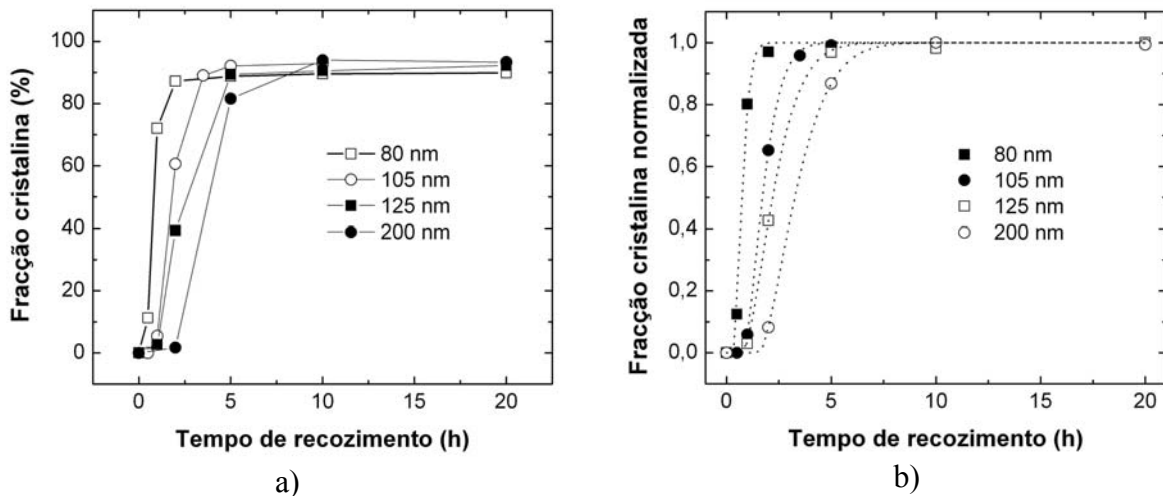 Fracção cristalina (%)
100
80
60
40
20
0
80 nm
105 nm
125 nm
200 nm
0
5
10
15
20
Tempo de recozimento (h)
a)
Fracção cristalina normalizada
1,0
0,8
0,6
0,4
0,2
0,0
80 nm
105 nm
125 nm
200 nm
0
5
10
15
20
Tempo de recozimento (h)
b)